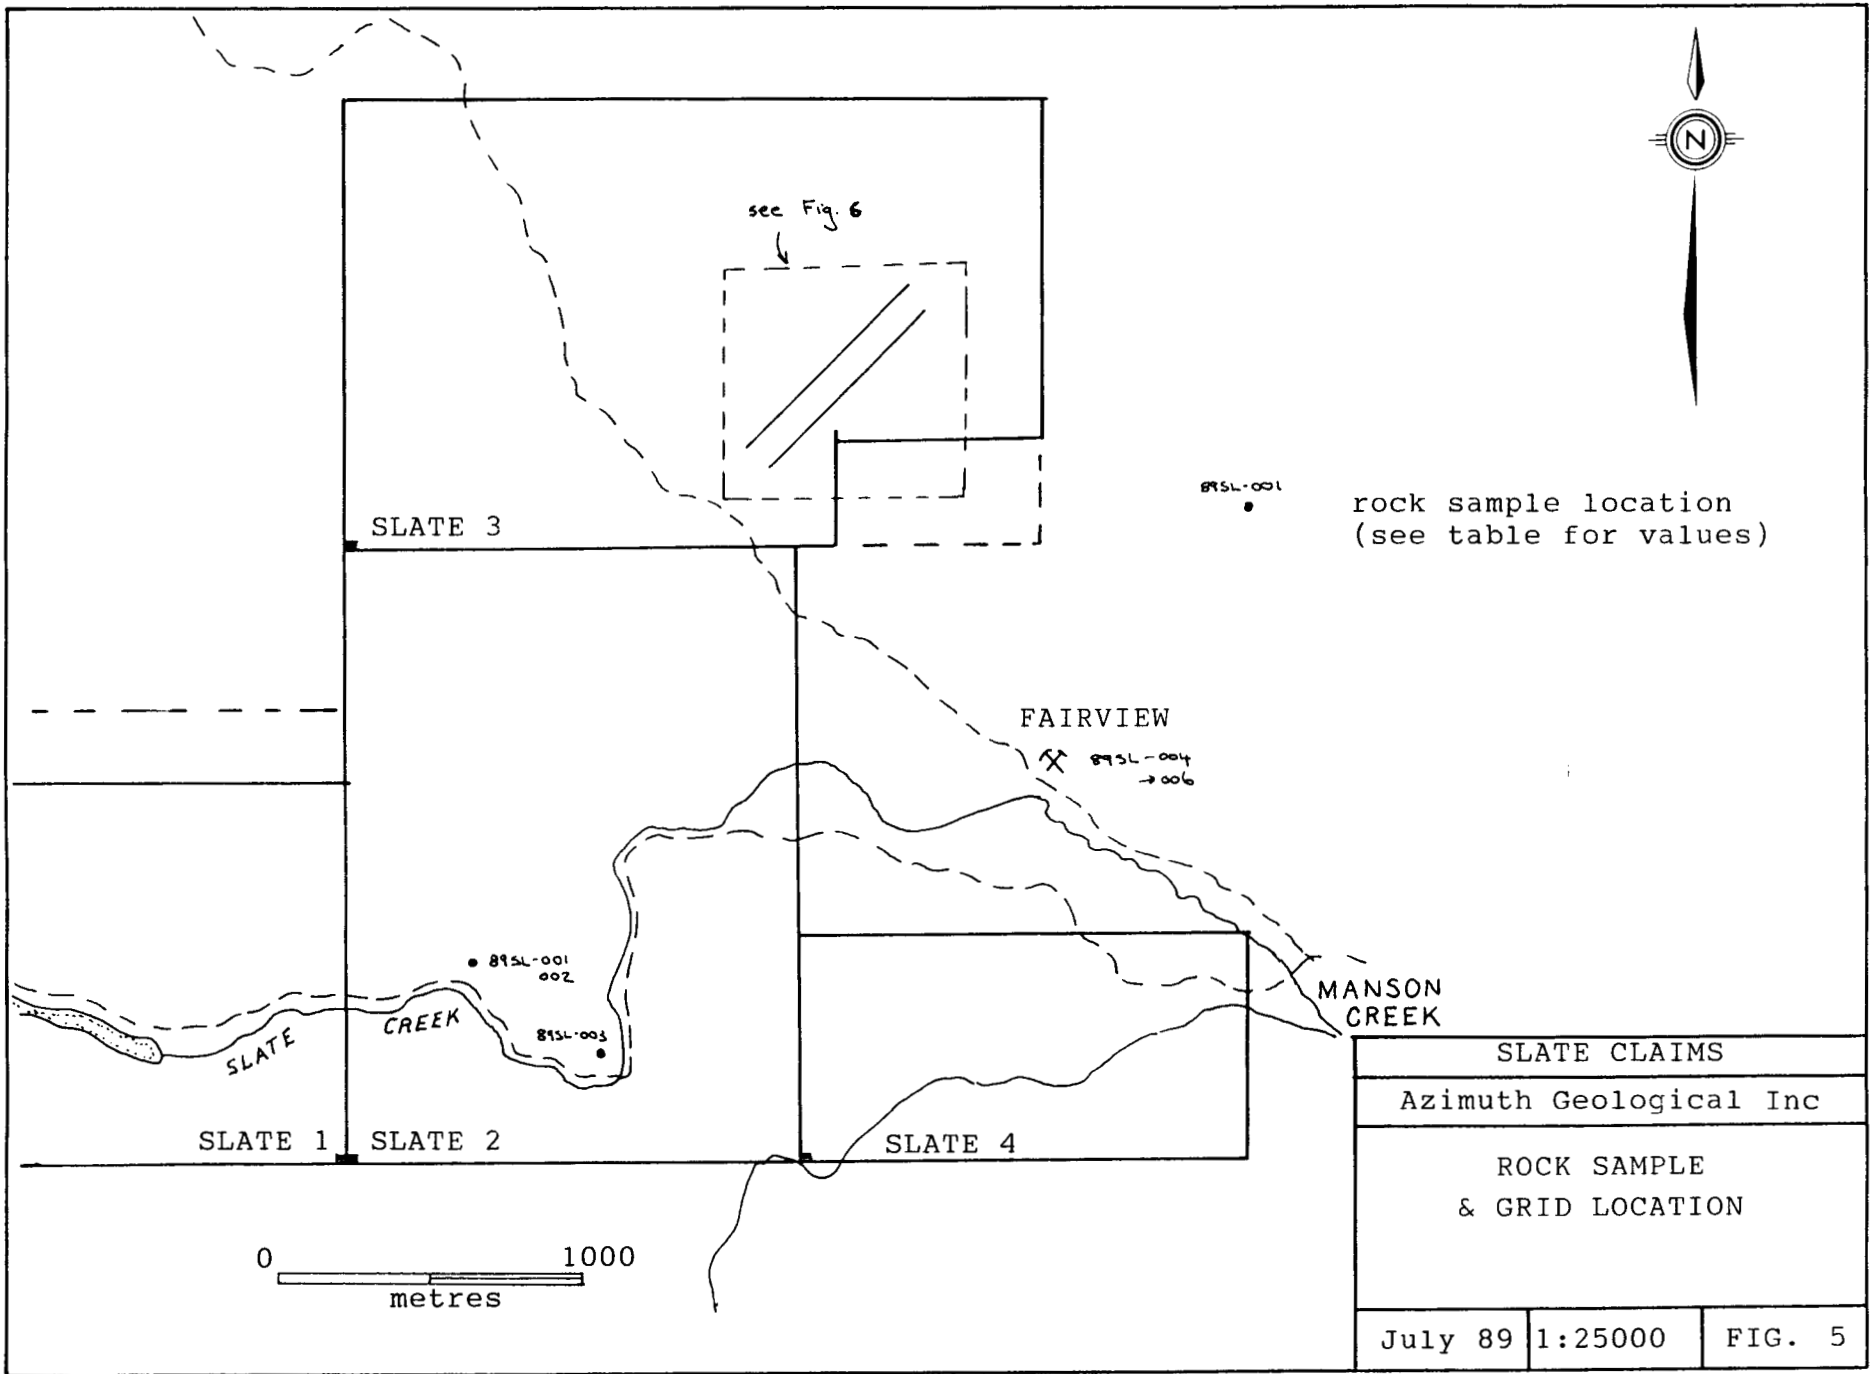 N
see Fig. 6
89SL-001
rock sample location
(see table for values)
SLATE 3
FAIRVIEW
89SL-004
→006
89SL-001
002
89SL-003
SLATE CREEK
MANSON
CREEK
SLATE 1
SLATE 2
SLATE 4
0 1000
metres
SLATE CLAIMS
Azimuth Geological Inc
ROCK SAMPLE
& GRID LOCATION
July 89
1:25000
FIG. 5